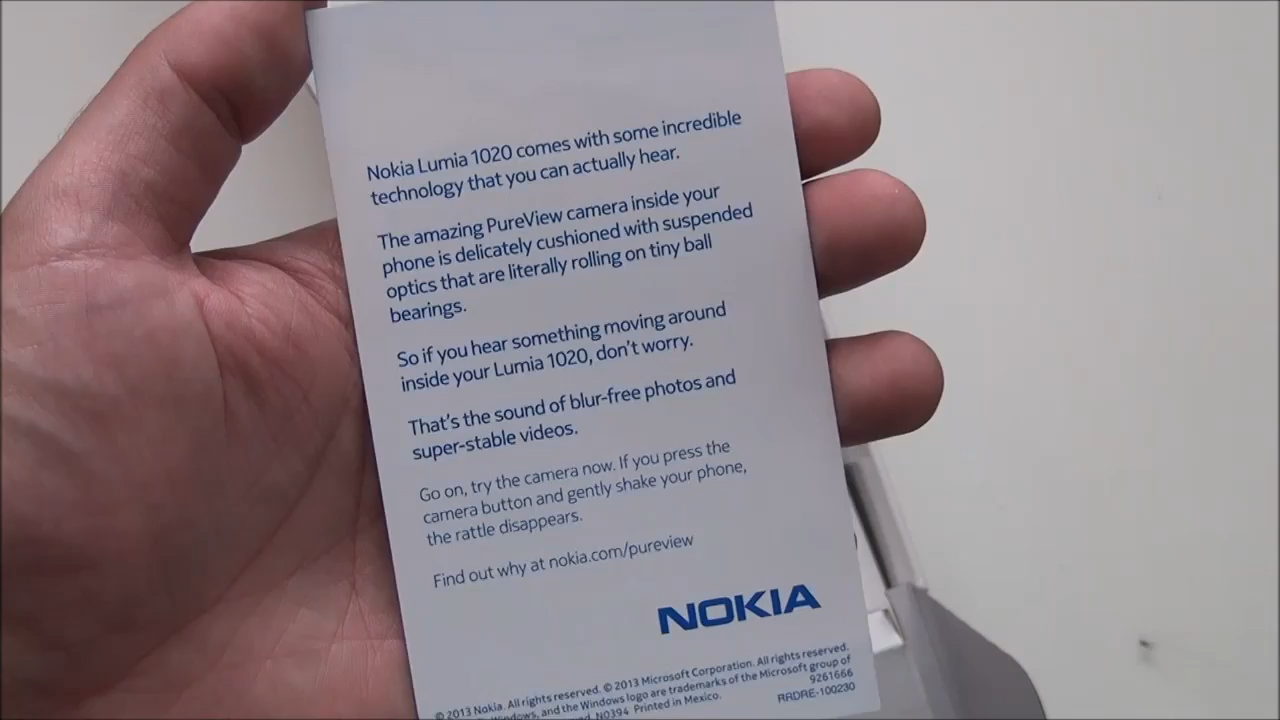 Nokia Lumia 1020 comes with some incredible
technology that you can actually hear.
The amazing PureView camera inside your
phone is delicately cushioned with suspended
optics that are literally rolling on tiny ball
bearings.
So if you hear something moving around
inside your Lumia 1020, don't worry.
That's the sound of blur-free photos and
super-stable videos.
Go on, try the camera now. If you press the
camera button and gently shake your phone,
the rattle disappears.
Find out why at nokia.com/pureview
NOKIA
© 2013 Nokia. All rights reserved. © 2013 Microsoft Corporation. All rights reserved.
Windows, and the Windows logo are trademarks of the Microsoft group of
N0394 Printed in Mexico.
9261666
RRDRE-100230